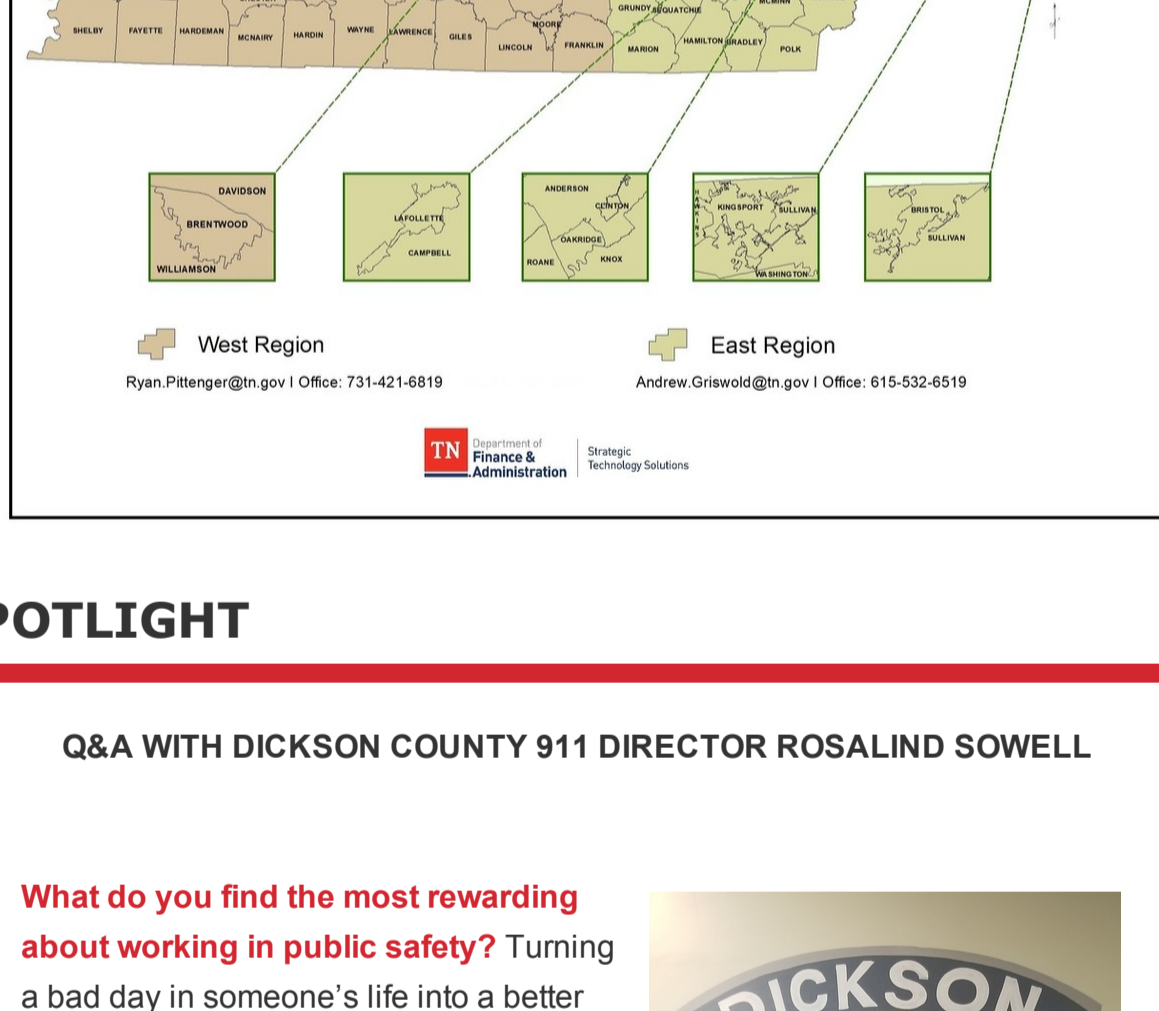 GRUNDY
SEQUATCHIE
MCMINN
SHELBY
FAYETTE
HARDEMAN
MCNAIRY
HARDIN
WAYNE
LAWRENCE
GILES
LINCOLN
MOORE
FRANKLIN
MARION
HAMILTON
BRADLEY
POLK
DAVIDSON
BRENTWOOD
WILLIAMSON
LAFOLLETTE
CAMPBELL
ANDERSON
CLINTON
OAKRIDGE
ROANE
KNOX
HAWKINS
KINGSPORT
SULLIVAN
WASHINGTON
BRISTOL
SULLIVAN
West Region
Ryan.Pittenger@tn.gov I Office: 731-421-6819
East Region
Andrew.Griswold@tn.gov I Office: 615-532-6519
TN
Department of
Finance &
Administration
Strategic
Technology Solutions
POTLIGHT
Q&A WITH DICKSON COUNTY 911 DIRECTOR ROSALIND SOWELL
What do you find the most rewarding
about working in public safety? Turning
a bad day in someone’s life into a better
DICKSON